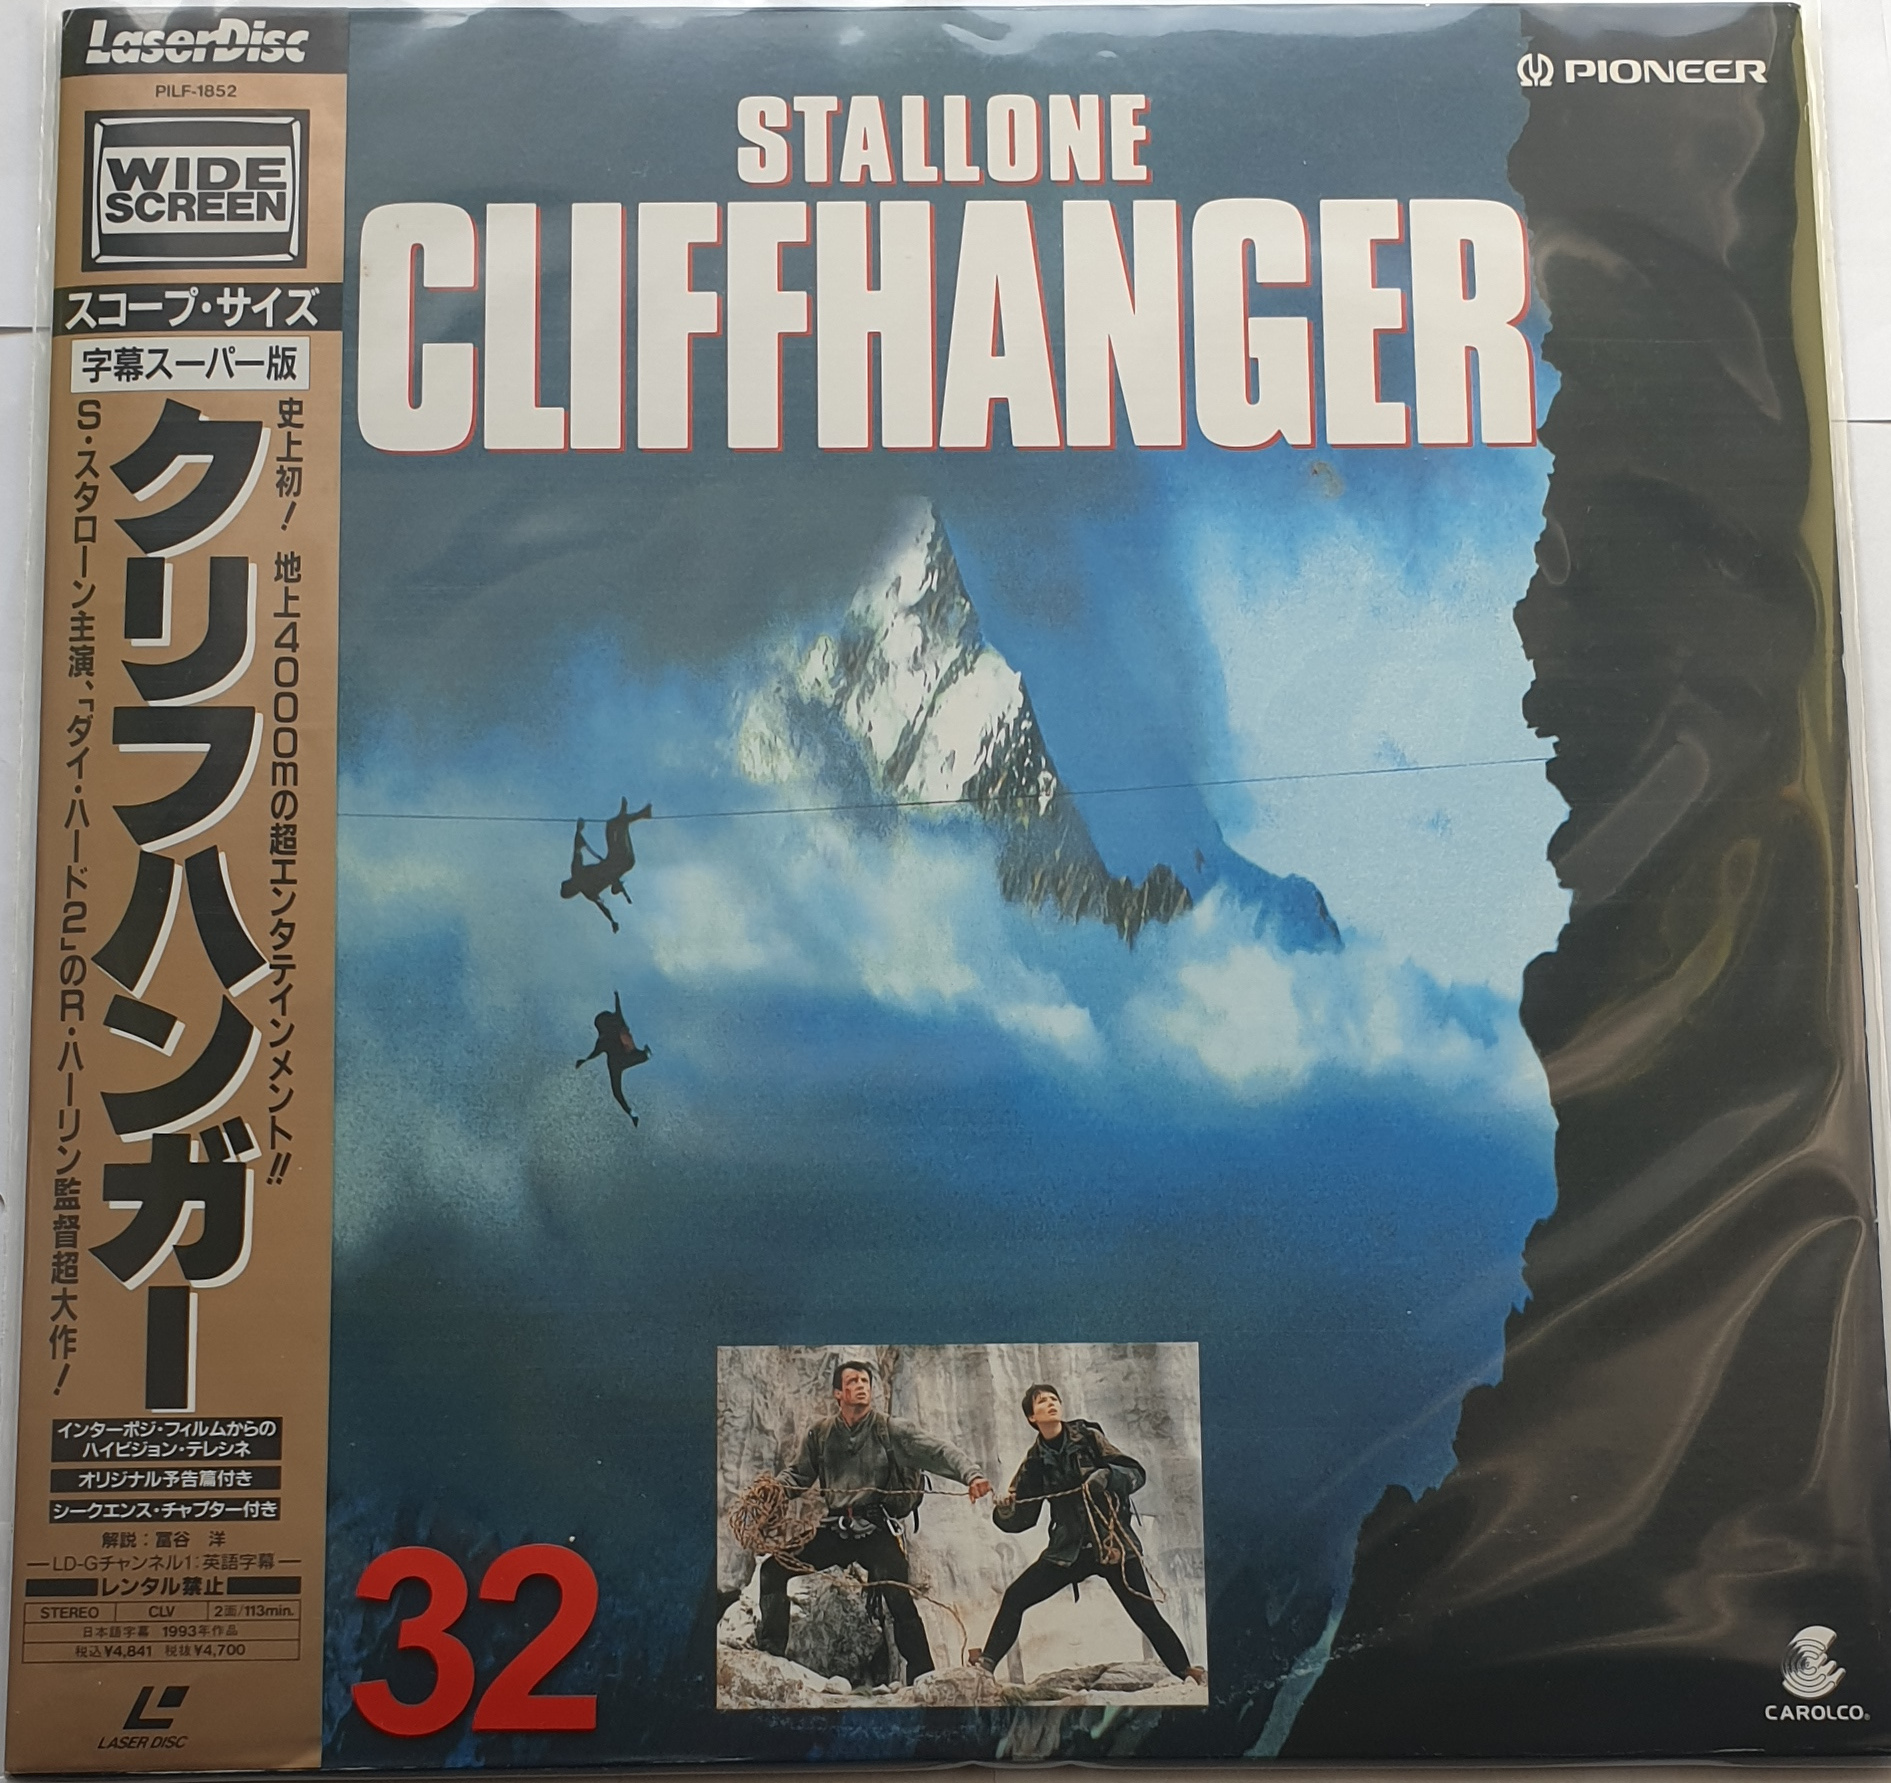 LaserDisc
PILF-1852
WIDE
SCREEN
スコープ・サイズ
字幕スーパー版
史上初！ 地上4000mの超エンタテインメント!!
クリフハンガー
S・スタローン主演、「ダイ・ハード2」のR・ハーリン監督超大作！
インターポジ・フィルムからの
ハイビジョン・テレシネ
オリジナル予告篇付き
シークエンス・チャプター付き
解説：冨谷 洋
LD-Gチャンネル1：英語字幕
レンタル禁止
STEREO CLV 2面/113min.
日本語字幕 1993年作品
税込¥4,841 税抜¥4,700
LASER DISC
PIONEER
STALLONE
CLIFFHANGER
32
CAROLCO®